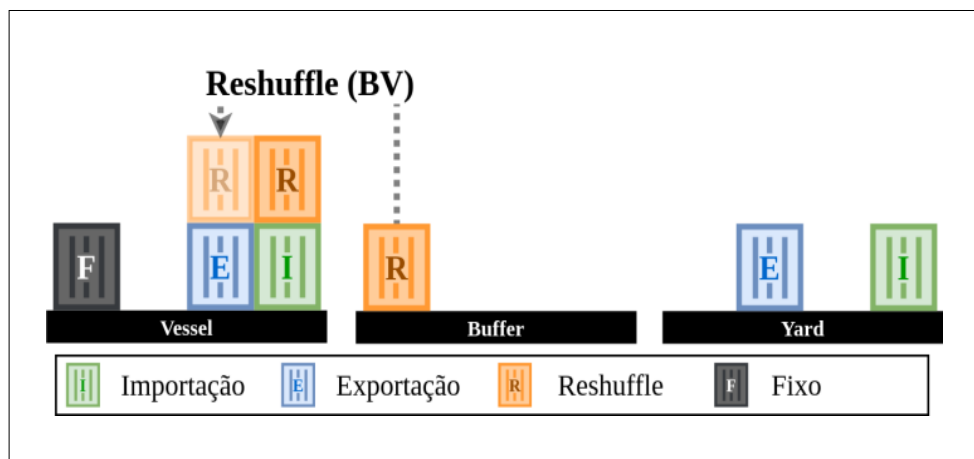 Reshuffle (BV)
R R
F E I R E I
Vessel Buffer Yard
I Importação E Exportação R Reshuffle F Fixo